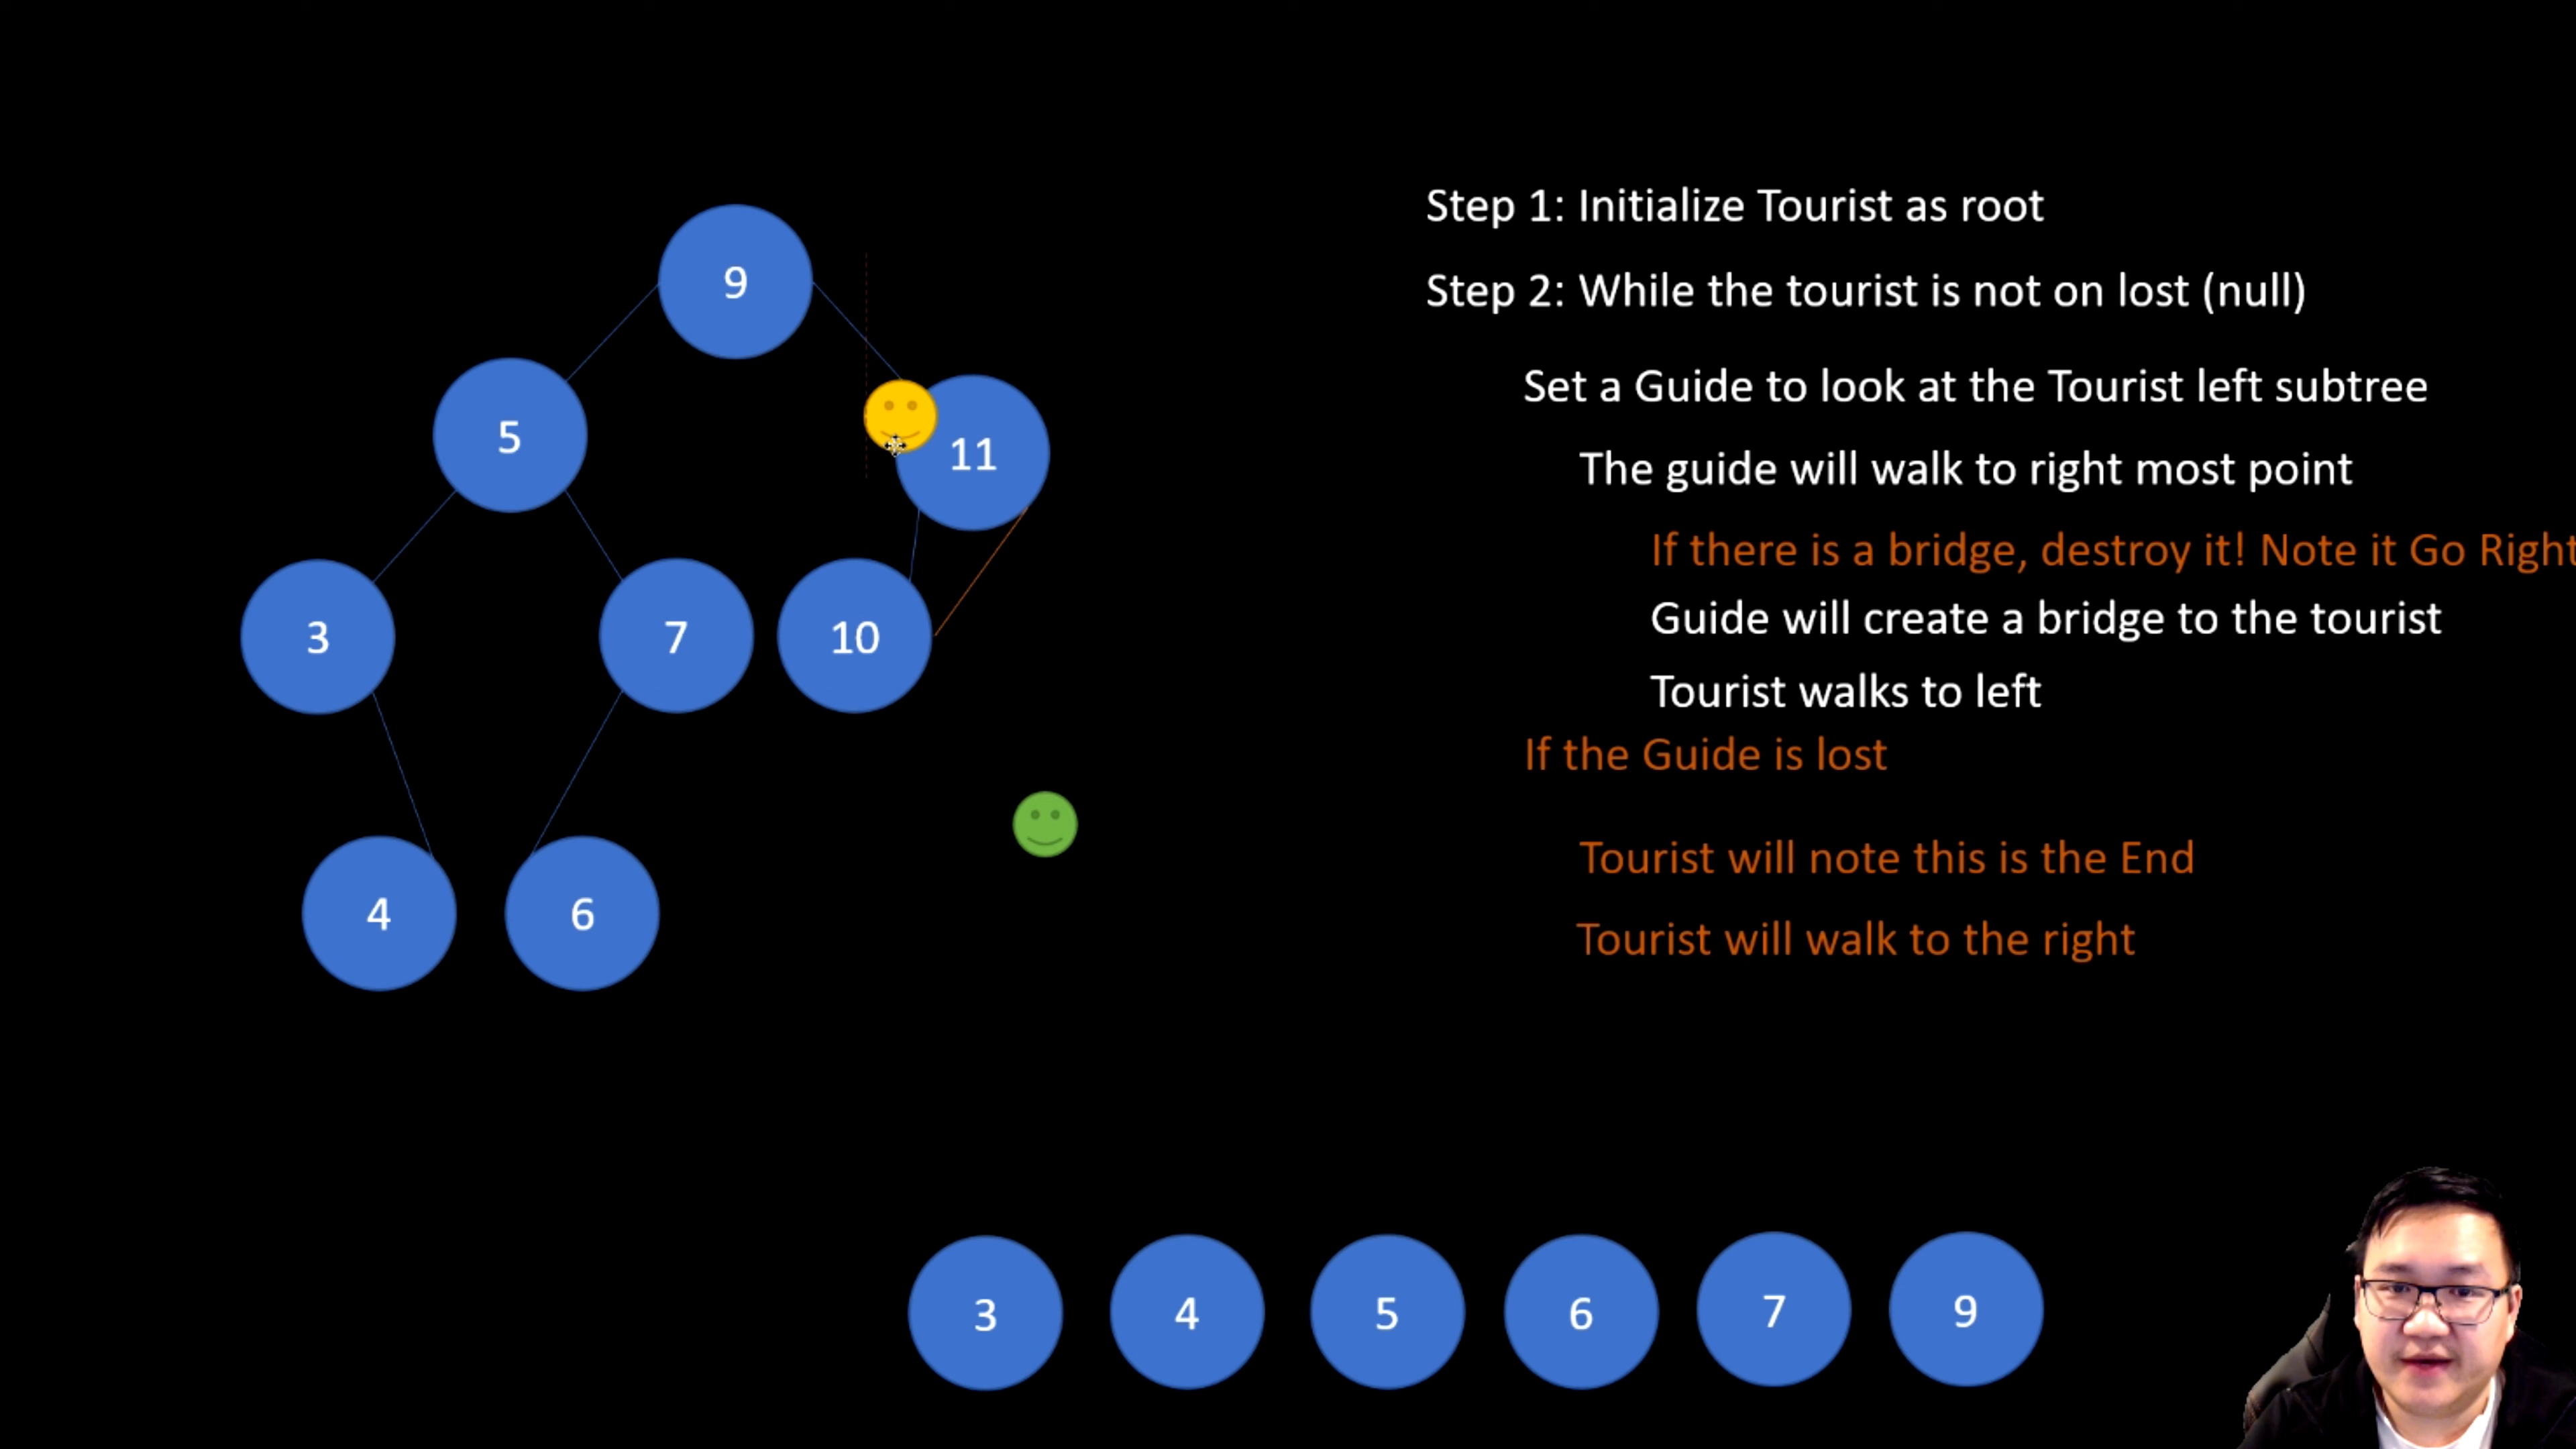 9
5
11
3
7
10
4
6
Step 1: Initialize Tourist as root
Step 2: While the tourist is not on lost (null)
Set a Guide to look at the Tourist left subtree
The guide will walk to right most point
If there is a bridge, destroy it! Note it Go Right
Guide will create a bridge to the tourist
Tourist walks to left
If the Guide is lost
Tourist will note this is the End
Tourist will walk to the right
3 4 5 6 7 9